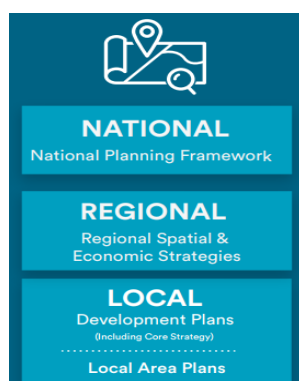 NATIONAL
National Planning Framework
REGIONAL
Regional Spatial &
Economic Strategies
LOCAL
Development Plans
(Including Core Strategy)
Local Area Plans